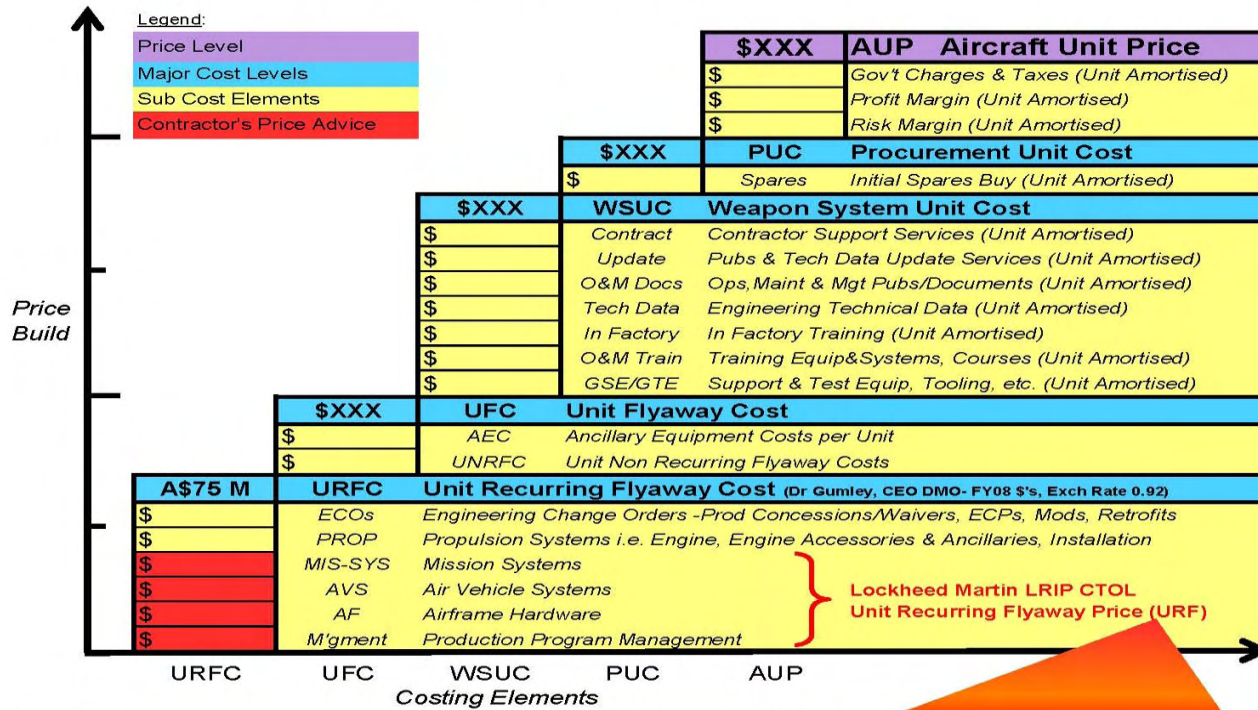 Legend:
Price Level
Major Cost Levels
Sub Cost Elements
Contractor's Price Advice
$XXX AUP Aircraft Unit Price
$ Gov't Charges & Taxes (Unit Amortised)
$ Profit Margin (Unit Amortised)
$ Risk Margin (Unit Amortised)
$XXX PUC Procurement Unit Cost
$ Spares Initial Spares Buy (Unit Amortised)
$XXX WSUC Weapon System Unit Cost
$ Contract Contractor Support Services (Unit Amortised)
$ Update Pubs & Tech Data Update Services (Unit Amortised)
$ O&M Docs Ops,Maint & Mgt Pubs/Documents (Unit Amortised)
$ Tech Data Engineering Technical Data (Unit Amortised)
$ In Factory In Factory Training (Unit Amortised)
$ O&M Train Training Equip&Systems, Courses (Unit Amortised)
$ GSE/GTE Support & Test Equip, Tooling, etc. (Unit Amortised)
Price
Build
$XXX UFC Unit Flyaway Cost
$ AEC Ancillary Equipment Costs per Unit
$ UNRFC Unit Non Recurring Flyaway Costs
A$75 M URFC Unit Recurring Flyaway Cost (Dr Gumley, CEO DMO- FY08 $'s, Exch Rate 0.92)
$ ECOs Engineering Change Orders -Prod Concessions/Waivers, ECPs, Mods, Retrofits
$ PROP Propulsion Systems i.e. Engine, Engine Accessories & Ancillaries, Installation
$ MIS-SYS Mission Systems
$ AVS Air Vehicle Systems
$ AF Airframe Hardware
$ M'gment Production Program Management
Lockheed Martin LRIP CTOL
Unit Recurring Flyaway Price (URF)
URFC UFC WSUC PUC AUP
Costing Elements